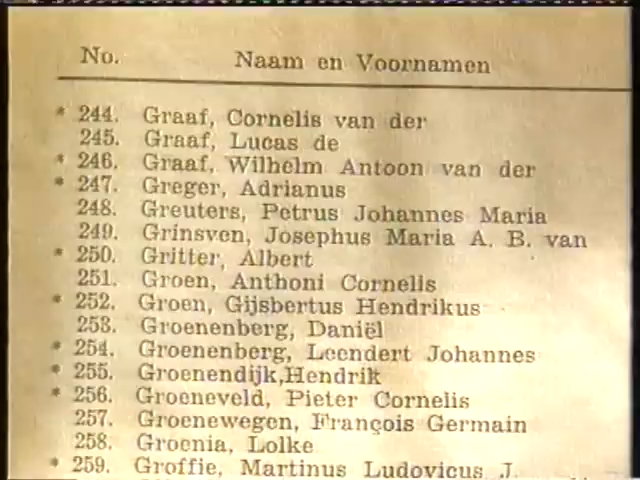 No. Naam en Voornamen
* 244. Graaf, Cornelis van der
245. Graaf, Lucas de
* 246. Graaf, Wilhelm Antoon van der
* 247. Greger, Adrianus
248. Greuters, Petrus Johannes Maria
249. Grinsven, Josephus Maria A. B. van
* 250. Gritter, Albert
251. Groen, Anthoni Cornelis
* 252. Groen, Gijsbertus Hendrikus
253. Groenenberg, Daniël
* 254. Groenenberg, Leendert Johannes
* 255. Groenendijk,Hendrik
* 256. Groeneveld, Pieter Cornelis
257. Groenewegen, François Germain
258. Groenia, Lolke
* 259. Groffie, Martinus Ludovicus J.